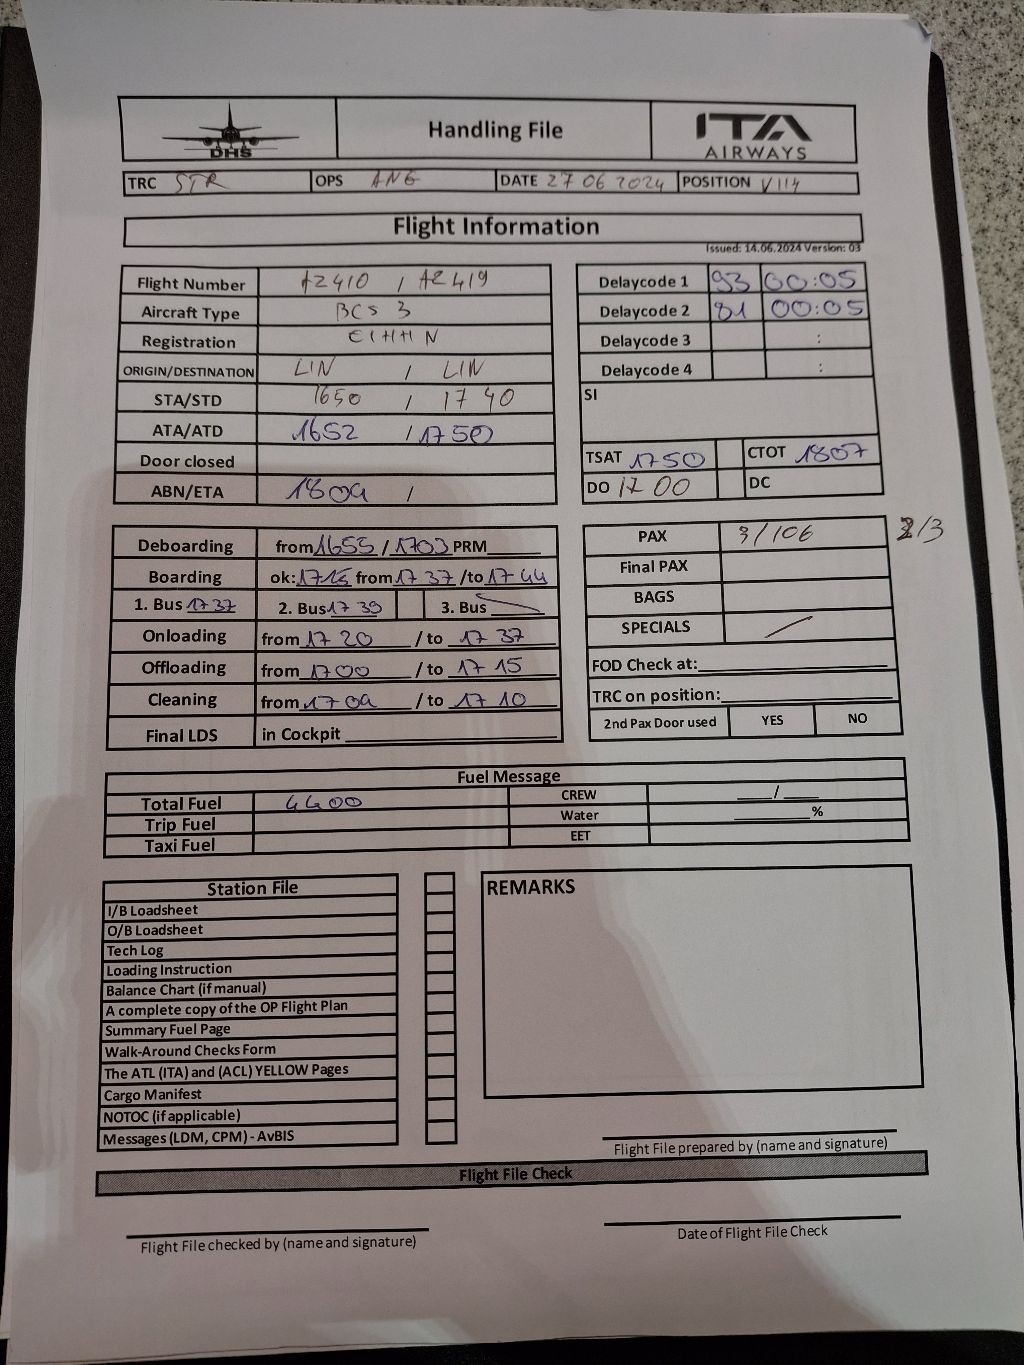 DHS
Handling File
ITA
AIRWAYS
TRC STR OPS ANG DATE 27 06 2024 POSITION V114
Flight Information
Issued: 14.06.2024 Version: 03
Flight Number AZ410 / AZ419
Aircraft Type BCS 3
Registration EIHHN
ORIGIN/DESTINATION LIN / LIN
STA/STD 1650 / 1740
ATA/ATD 1652 / 1750
Door closed
ABN/ETA 1809 /
Delaycode 1 93 00:05
Delaycode 2 81 00:05
Delaycode 3 :
Delaycode 4 :
SI
TSAT 1750 CTOT 1807
DO 1700 DC
Deboarding from 1655 / 1703 PRM
Boarding ok: 1715 from 1737 /to 1744
1. Bus 1737 2. Bus 1739 3. Bus
Onloading from 1720 / to 1737
Offloading from 1700 / to 1715
Cleaning from 1709 / to 1710
Final LDS in Cockpit
PAX 3/106 2/3
Final PAX
BAGS
SPECIALS /
FOD Check at:
TRC on position:
2nd Pax Door used YES NO
Fuel Message
Total Fuel 4400 CREW /
Trip Fuel Water %
Taxi Fuel EET
Station File
I/B Loadsheet
O/B Loadsheet
Tech Log
Loading Instruction
Balance Chart (if manual)
A complete copy of the OP Flight Plan
Summary Fuel Page
Walk-Around Checks Form
The ATL (ITA) and (ACL) YELLOW Pages
Cargo Manifest
NOTOC (if applicable)
Messages (LDM, CPM) - AvBIS
REMARKS
Flight File prepared by (name and signature)
Flight File Check
Flight File checked by (name and signature)
Date of Flight File Check